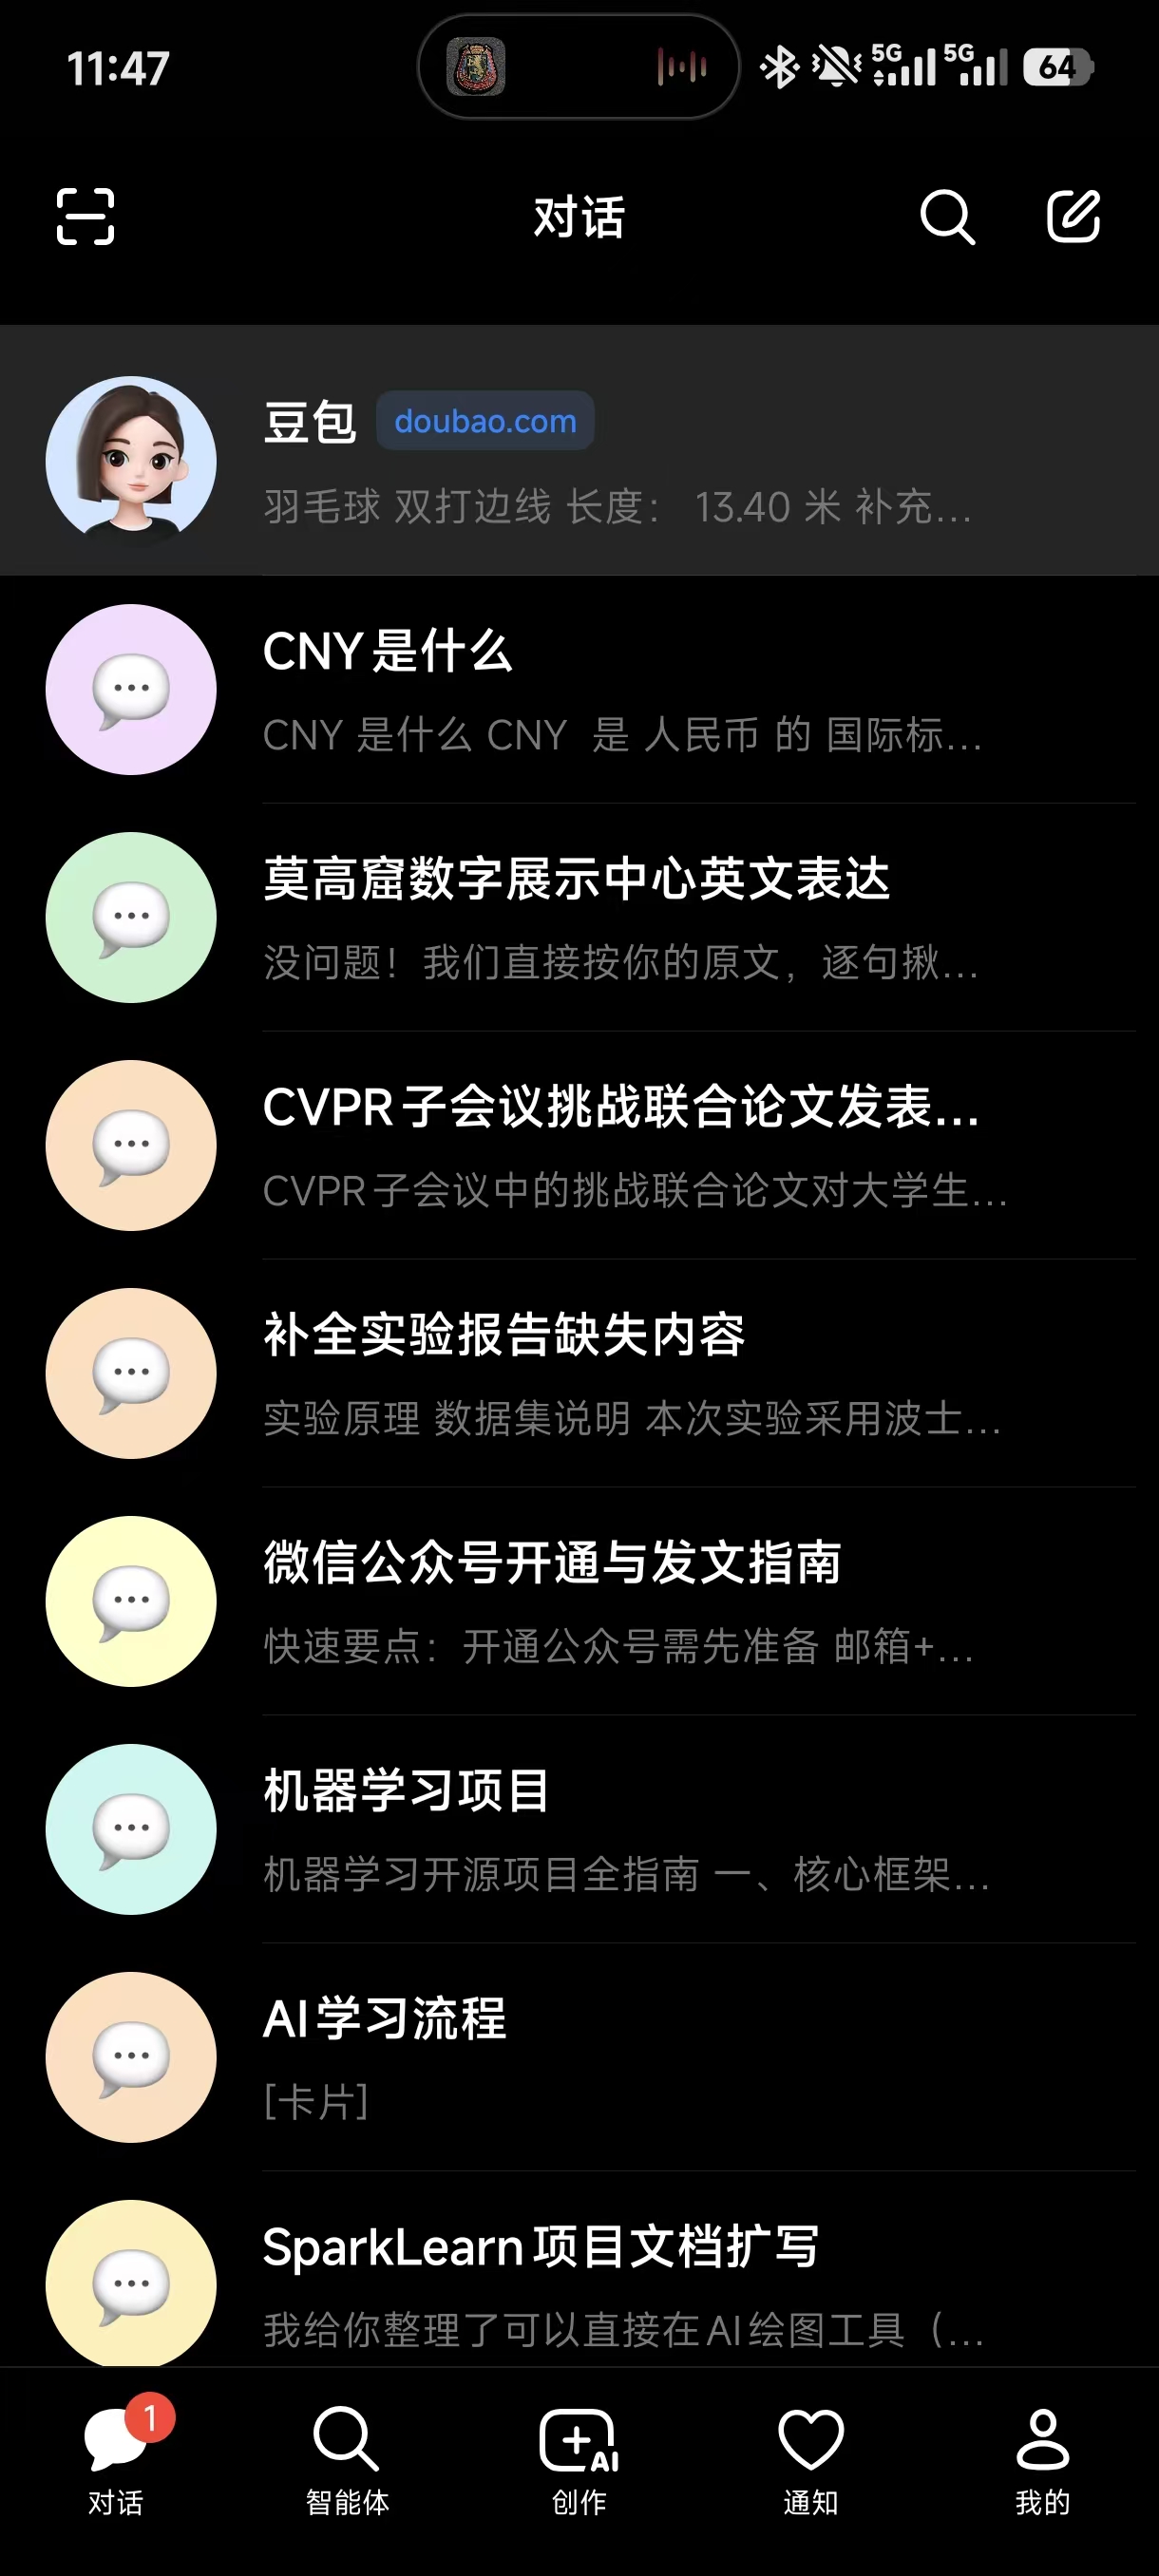 11:47
5G 5G 64
对话
豆包 doubao.com
羽毛球 双打边线 长度： 13.40 米 补充...
CNY是什么
CNY 是什么 CNY 是 人民币 的 国际标...
莫高窟数字展示中心英文表达
没问题！我们直接按你的原文，逐句揪...
CVPR子会议挑战联合论文发表...
CVPR子会议中的挑战联合论文对大学生...
补全实验报告缺失内容
实验原理 数据集说明 本次实验采用波士...
微信公众号开通与发文指南
快速要点：开通公众号需先准备 邮箱+...
机器学习项目
机器学习开源项目全指南 一、核心框架...
AI学习流程
[卡片]
SparkLearn项目文档扩写
我给你整理了可以直接在AI绘图工具（...
1
AI
对话 智能体 创作 通知 我的